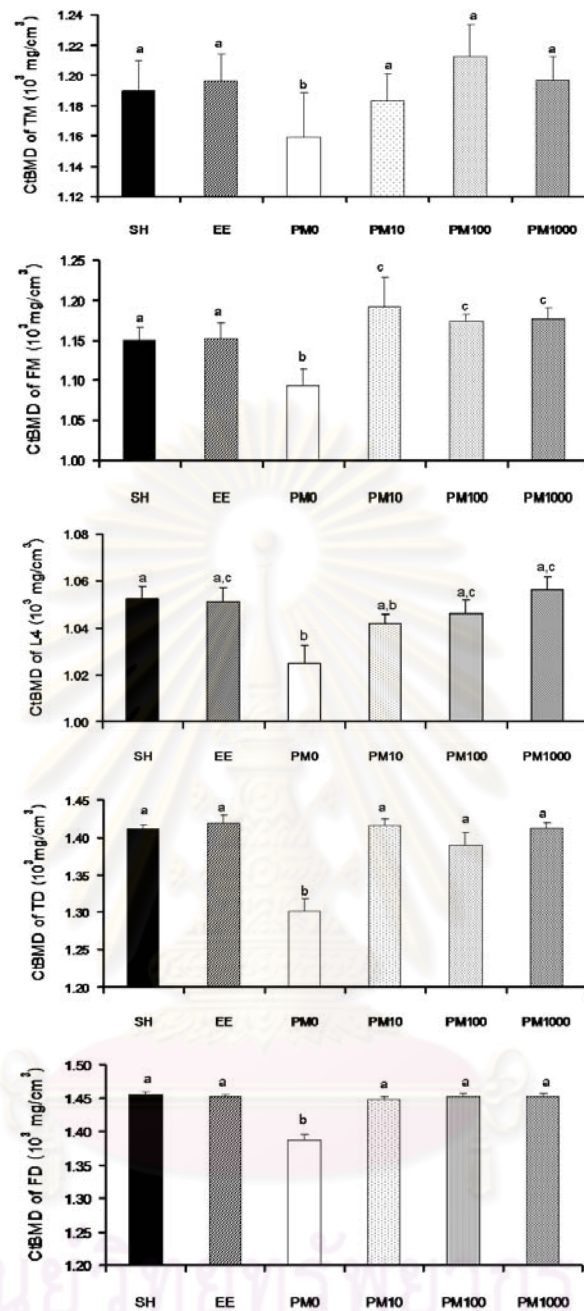 CtBMD of TM (10³ mg/cm³)
1.24
1.22
1.20
1.18
1.16
1.14
1.12
a a b a a a
SH EE PM0 PM10 PM100 PM1000
CtBMD of FM (10³ mg/cm³)
1.25
1.20
1.15
1.10
1.05
1.00
a a b c c c
SH EE PM0 PM10 PM100 PM1000
CtBMD of L4 (10³ mg/cm³)
1.08
1.06
1.04
1.02
1.00
a a,c b a,b a,c a,c
SH EE PM0 PM10 PM100 PM1000
CtBMD of TD (10³ mg/cm³)
1.45
1.40
1.35
1.30
1.25
1.20
a a b a a a
SH EE PM0 PM10 PM100 PM1000
CtBMD of FD (10³ mg/cm³)
1.50
1.45
1.40
1.35
1.30
1.25
1.20
a a b a a a
SH EE PM0 PM10 PM100 PM1000